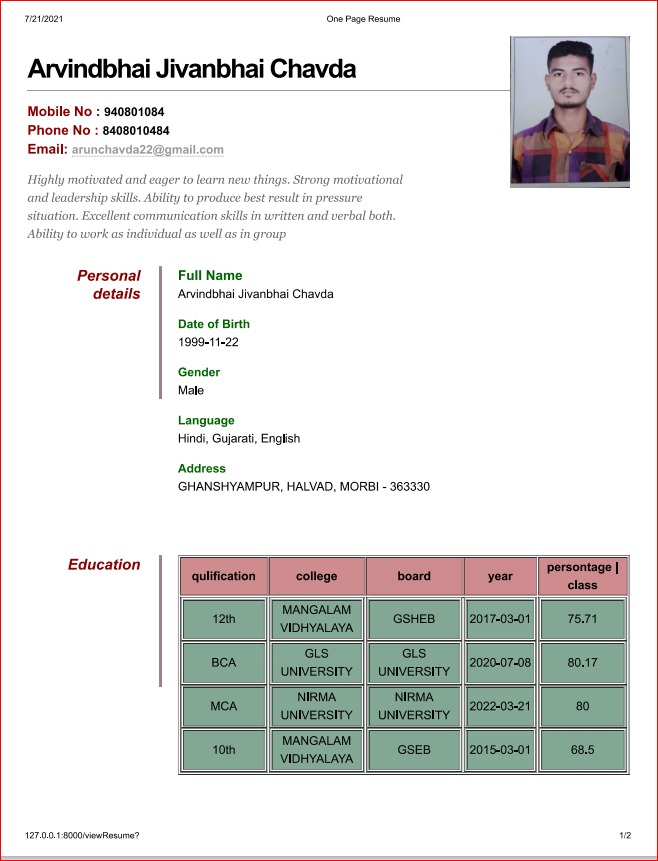 7/21/2021 One Page Resume
Arvindbhai Jivanbhai Chavda
Mobile No : 940801084
Phone No : 8408010484
Email: arunchavda22@gmail.com
Highly motivated and eager to learn new things. Strong motivational
and leadership skills. Ability to produce best result in pressure
situation. Excellent communication skills in written and verbal both.
Ability to work as individual as well as in group
Personal
details
Full Name
Arvindbhai Jivanbhai Chavda
Date of Birth
1999-11-22
Gender
Male
Language
Hindi, Gujarati, English
Address
GHANSHYAMPUR, HALVAD, MORBI - 363330
Education
qulification college board year persontage |
class
12th MANGALAM
VIDHYALAYA GSHEB 2017-03-01 75.71
BCA GLS
UNIVERSITY GLS
UNIVERSITY 2020-07-08 80.17
MCA NIRMA
UNIVERSITY NIRMA
UNIVERSITY 2022-03-21 80
10th MANGALAM
VIDHYALAYA GSEB 2015-03-01 68.5
127.0.0.1:8000/viewResume? 1/2